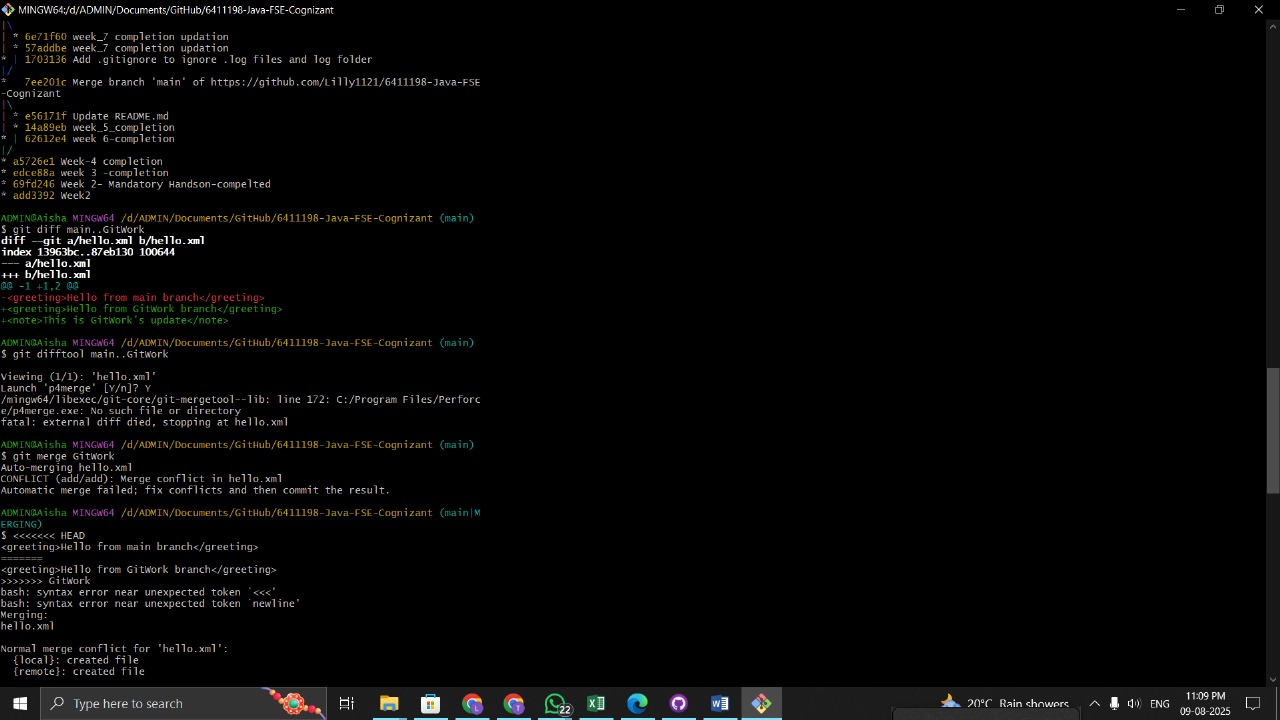 MINGW64:/d/ADMIN/Documents/GitHub/6411198-Java-FSE-Cognizant
|\
| * 6e71f60 week_7 completion updation
| * 57addbe week_7 completion updation
* | 1703136 Add .gitignore to ignore .log files and log folder
|/
*   7ee201c Merge branch 'main' of https://github.com/Lilly1121/6411198-Java-FSE
-Cognizant
|\
| * e56171f Update README.md
| * 14a89eb week_5_completion
* | 62612e4 week 6-completion
|/
* a5726e1 Week-4 completion
* edce88a week 3 -completion
* 69fd246 Week 2- Mandatory Handson-compelted
* add3392 Week2
ADMIN@Aisha MINGW64 /d/ADMIN/Documents/GitHub/6411198-Java-FSE-Cognizant (main)
$ git diff main..GitWork
diff --git a/hello.xml b/hello.xml
index 13963bc..87eb130 100644
--- a/hello.xml
+++ b/hello.xml
@@ -1 +1,2 @@
-<greeting>Hello from main branch</greeting>
+<greeting>Hello from GitWork branch</greeting>
+<note>This is GitWork's update</note>
ADMIN@Aisha MINGW64 /d/ADMIN/Documents/GitHub/6411198-Java-FSE-Cognizant (main)
$ git difftool main..GitWork
Viewing (1/1): 'hello.xml'
Launch 'p4merge' [Y/n]? Y
/mingw64/libexec/git-core/git-mergetool--lib: line 172: C:/Program Files/Perforc
e/p4merge.exe: No such file or directory
fatal: external diff died, stopping at hello.xml
ADMIN@Aisha MINGW64 /d/ADMIN/Documents/GitHub/6411198-Java-FSE-Cognizant (main)
$ git merge GitWork
Auto-merging hello.xml
CONFLICT (add/add): Merge conflict in hello.xml
Automatic merge failed; fix conflicts and then commit the result.
ADMIN@Aisha MINGW64 /d/ADMIN/Documents/GitHub/6411198-Java-FSE-Cognizant (main|M
ERGING)
$ <<<<<<< HEAD
<greeting>Hello from main branch</greeting>
=======
<greeting>Hello from GitWork branch</greeting>
>>>>>>> GitWork
bash: syntax error near unexpected token `<<<'
bash: syntax error near unexpected token `newline'
Merging:
hello.xml
Normal merge conflict for 'hello.xml':
  {local}: created file
  {remote}: created file
Type here to search
22
20°C Rain showers
ENG
11:09 PM
09-08-2025